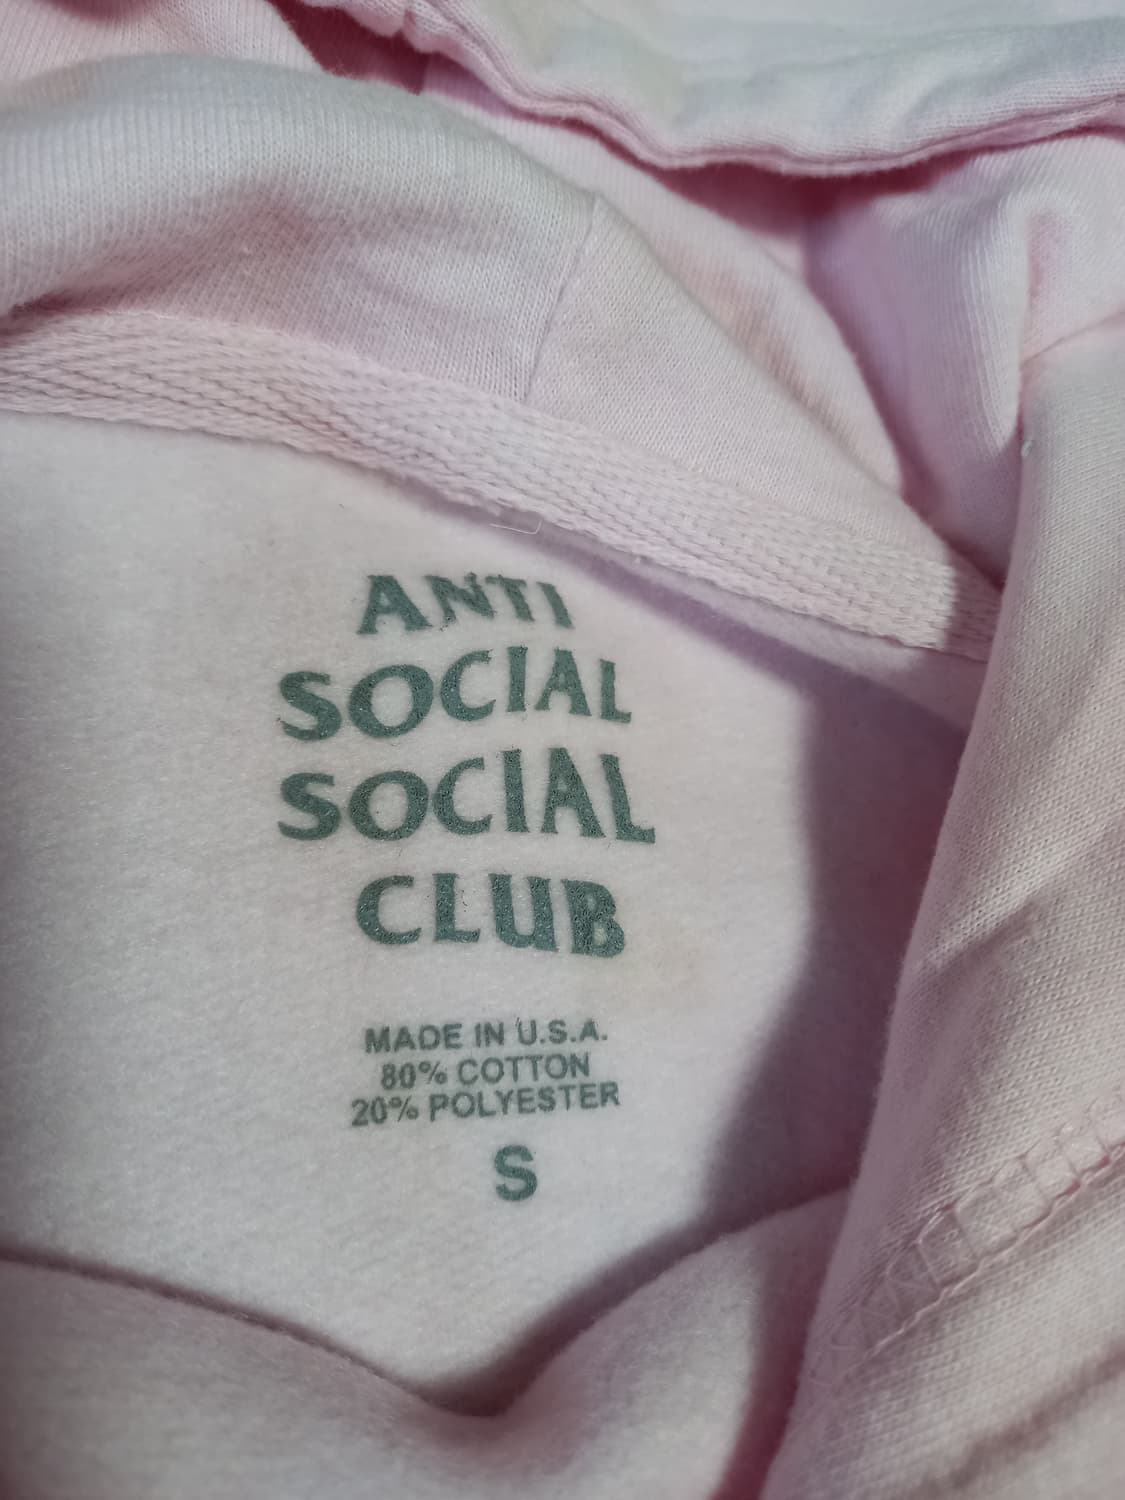 ANTI
SOCIAL
SOCIAL
CLUB
MADE IN U.S.A.
80% COTTON
20% POLYESTER
S